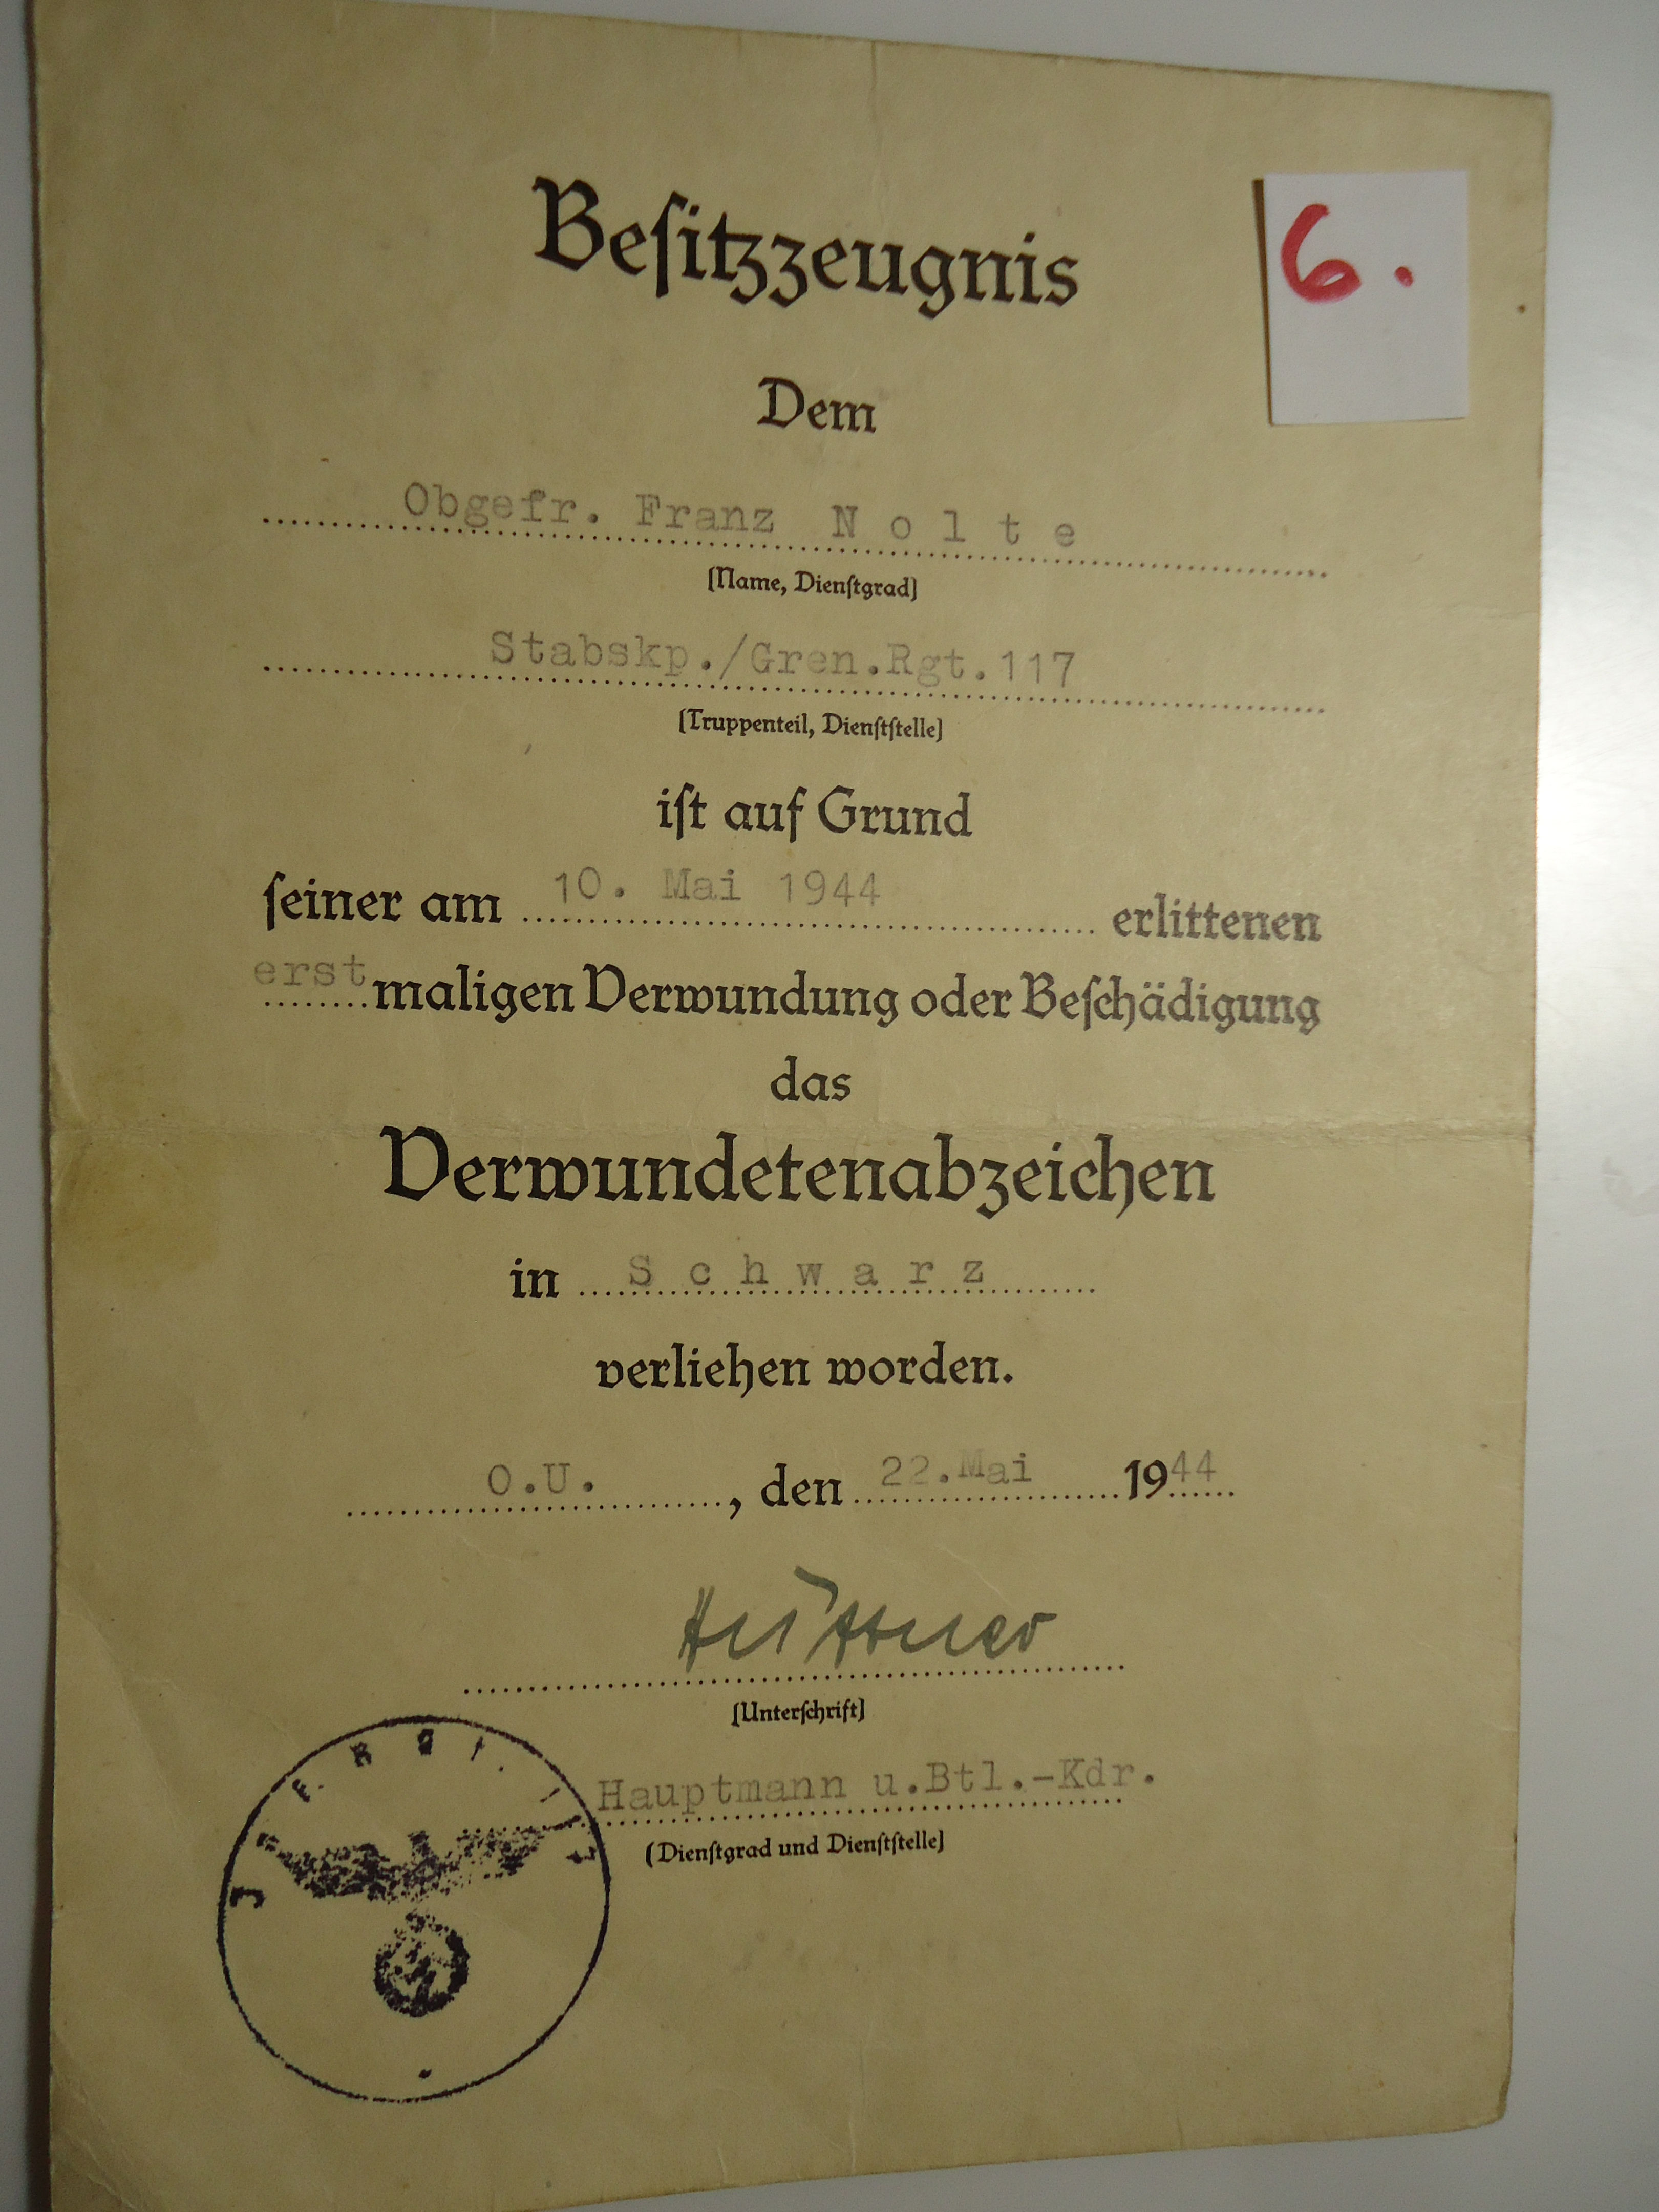 6.
Besitzzeugnis
Dem
Obgefr. Franz N o l t e
(Name, Dienstgrad)
Stabskp./Gren.Rgt.117
(Truppenteil, Dienststelle)
ist auf Grund
seiner am 10. Mai 1944 erlittenen
erstmaligen Verwundung oder Beschädigung
das
Verwundetenabzeichen
in S c h w a r z
verliehen worden.
O.U. , den 22.Mai 1944
Hüttner
(Unterschrift)
Hauptmann u.Btl.-Kdr.
(Dienstgrad und Dienststelle)